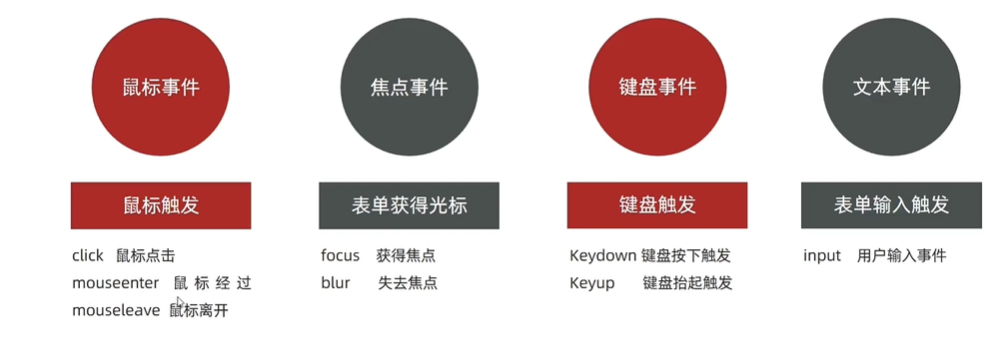 鼠标事件
焦点事件
键盘事件
文本事件
鼠标触发
表单获得光标
键盘触发
表单输入触发
click 鼠标点击
mouseenter 鼠标经过
mouseleave 鼠标离开
focus 获得焦点
blur 失去焦点
Keydown 键盘按下触发
Keyup 键盘抬起触发
input 用户输入事件